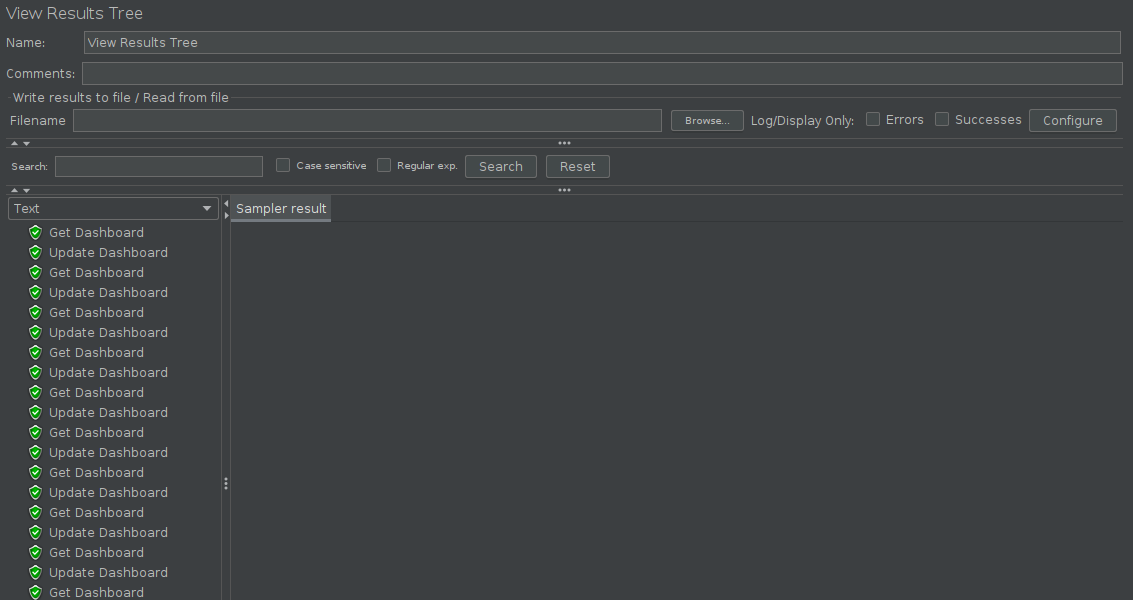 View Results Tree
Name: View Results Tree
Comments:
Write results to file / Read from file
Filename Browse... Log/Display Only: Errors Successes Configure
Search: Case sensitive Regular exp. Search Reset
Text Sampler result
Get Dashboard
Update Dashboard
Get Dashboard
Update Dashboard
Get Dashboard
Update Dashboard
Get Dashboard
Update Dashboard
Get Dashboard
Update Dashboard
Get Dashboard
Update Dashboard
Get Dashboard
Update Dashboard
Get Dashboard
Update Dashboard
Get Dashboard
Update Dashboard
Get Dashboard